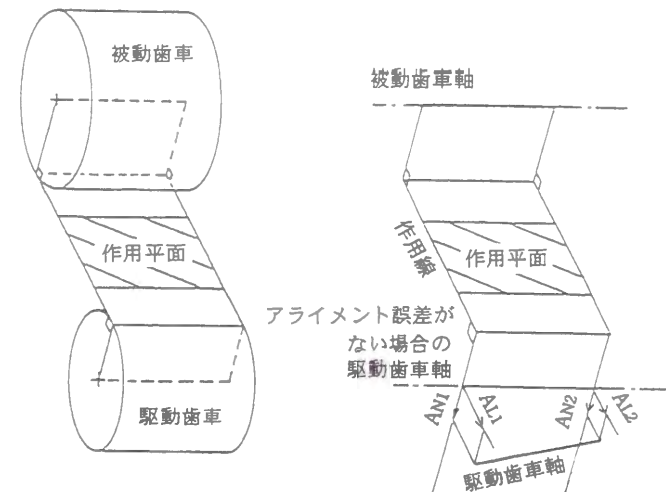 被動歯車
作用平面
駆動歯車
被動歯車軸
作用線
作用平面
アライメント誤差が
ない場合の
駆動歯車軸
AN1
AL1
AN2
AL2
駆動歯車軸